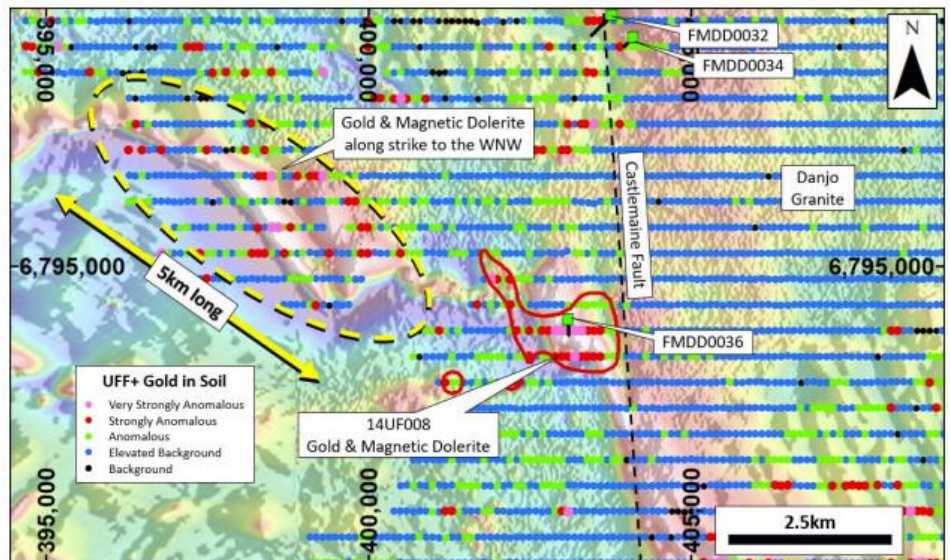 395,000
400,000
405,000
N
FMDD0032
FMDD0034
Gold & Magnetic Dolerite
along strike to the WNW
Castlemaine Fault
Danjo
Granite
6,795,000
6,795,000
5km long
FMDD0036
UFF+ Gold in Soil
Very Strongly Anomalous
Strongly Anomalous
Anomalous
Elevated Background
Background
14UF008
Gold & Magnetic Dolerite
395,000
400,000
405,000
2.5km